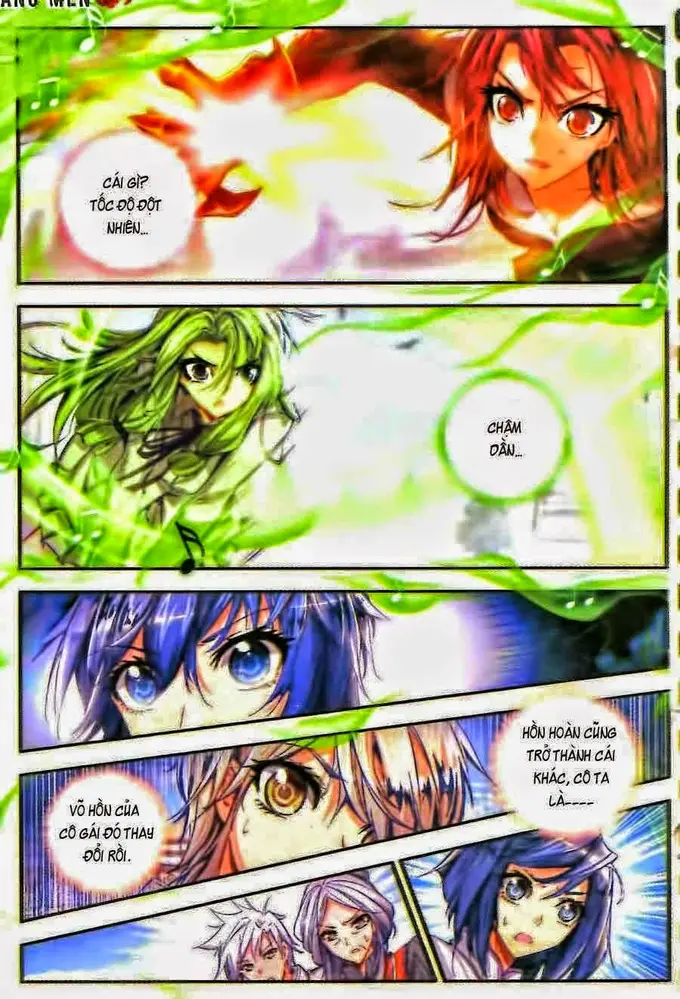 CÁI GÌ?
TỐC ĐỘ ĐỘT
NHIÊN...
CHẬM
DẦN...
HỒN HOÀN CŨNG
TRỞ THÀNH CÁI
KHÁC, CÔ TA
LÀ----
VÕ HỒN CỦA
CÔ GÁI ĐÓ THAY
ĐỔI RỒI.